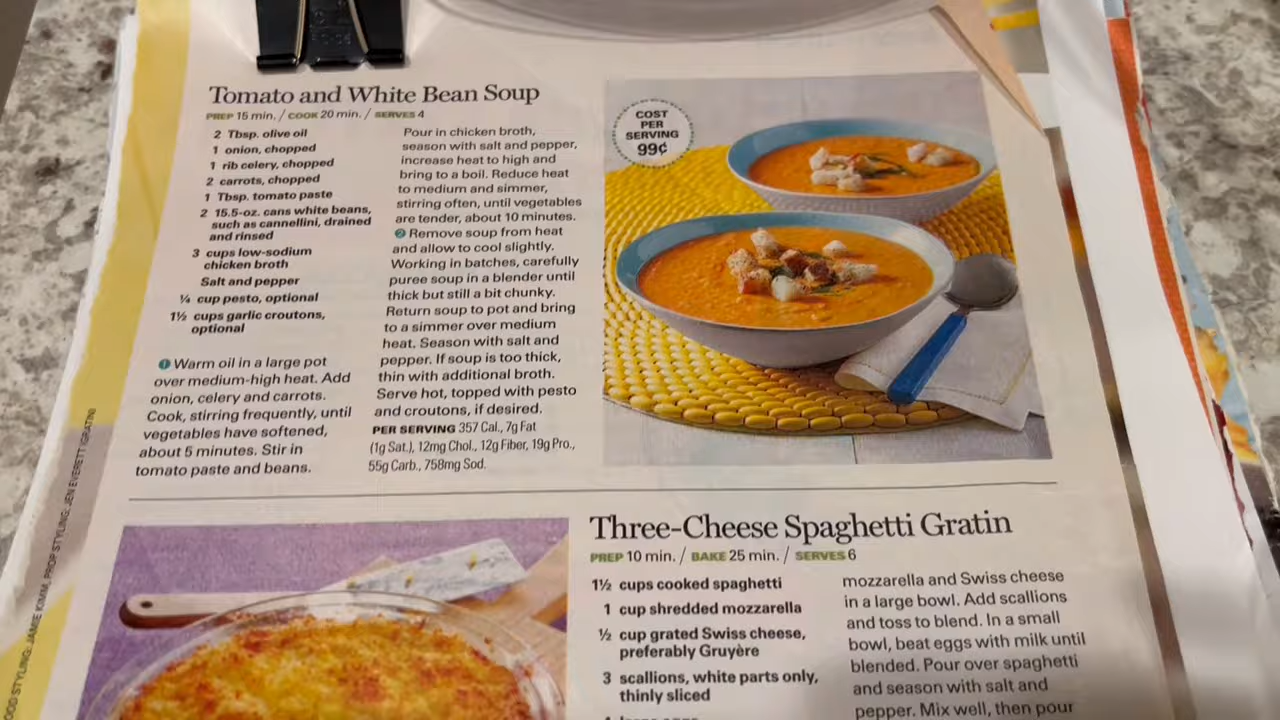 Tomato and White Bean Soup
PREP 15 min. / COOK 20 min. / SERVES 4
2 Tbsp. olive oil
1 onion, chopped
1 rib celery, chopped
2 carrots, chopped
1 Tbsp. tomato paste
2 15.5-oz. cans white beans,
such as cannellini, drained
and rinsed
3 cups low-sodium
chicken broth
Salt and pepper
¼ cup pesto, optional
1½ cups garlic croutons,
optional
1 Warm oil in a large pot
over medium-high heat. Add
onion, celery and carrots.
Cook, stirring frequently, until
vegetables have softened,
about 5 minutes. Stir in
tomato paste and beans.
Pour in chicken broth,
season with salt and pepper,
increase heat to high and
bring to a boil. Reduce heat
to medium and simmer,
stirring often, until vegetables
are tender, about 10 minutes.
2 Remove soup from heat
and allow to cool slightly.
Working in batches, carefully
puree soup in a blender until
thick but still a bit chunky.
Return soup to pot and bring
to a simmer over medium
heat. Season with salt and
pepper. If soup is too thick,
thin with additional broth.
Serve hot, topped with pesto
and croutons, if desired.
PER SERVING 357 Cal., 7g Fat
(1g Sat.), 12mg Chol., 12g Fiber, 19g Pro.,
55g Carb., 758mg Sod.
COST
PER
SERVING
99¢
Three-Cheese Spaghetti Gratin
PREP 10 min. / BAKE 25 min. / SERVES 6
1½ cups cooked spaghetti
1 cup shredded mozzarella
½ cup grated Swiss cheese,
preferably Gruyère
3 scallions, white parts only,
thinly sliced
mozzarella and Swiss cheese
in a large bowl. Add scallions
and toss to blend. In a small
bowl, beat eggs with milk until
blended. Pour over spaghetti
and season with salt and
pepper. Mix well, then pour
STYLING: JAMIE KIMM, PROP STYLING: JEN EVERETT (GRATIN)